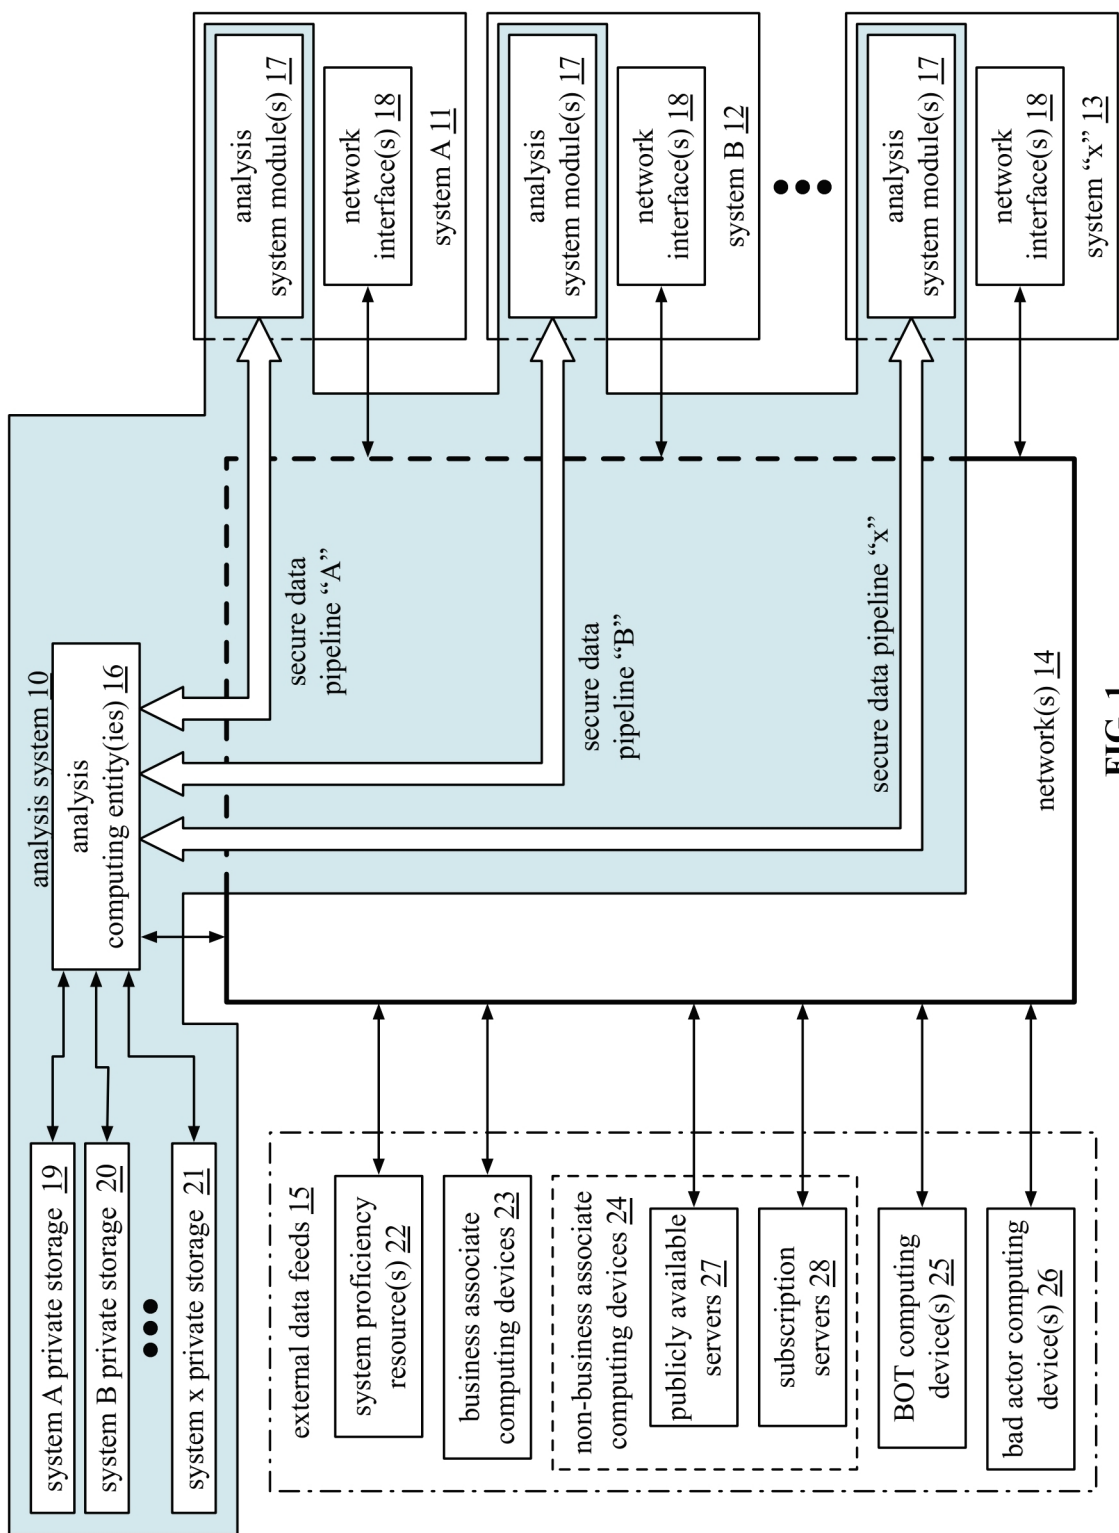 analysis system 10
system A private storage 19
system B private storage 20
system x private storage 21
analysis
computing entity(ies) 16
analysis
system module(s) 17
network
interface(s) 18
system A 11
secure data
pipeline “A”
external data feeds 15
system proficiency
resource(s) 22
business associate
computing devices 23
non-business associate
computing devices 24
publicly available
servers 27
subscription
servers 28
BOT computing
device(s) 25
bad actor computing
device(s) 26
analysis
system module(s) 17
network
interface(s) 18
system B 12
secure data
pipeline “B”
secure data pipeline “x”
analysis
system module(s) 17
network
interface(s) 18
system “x” 13
network(s) 14
FIG. 1